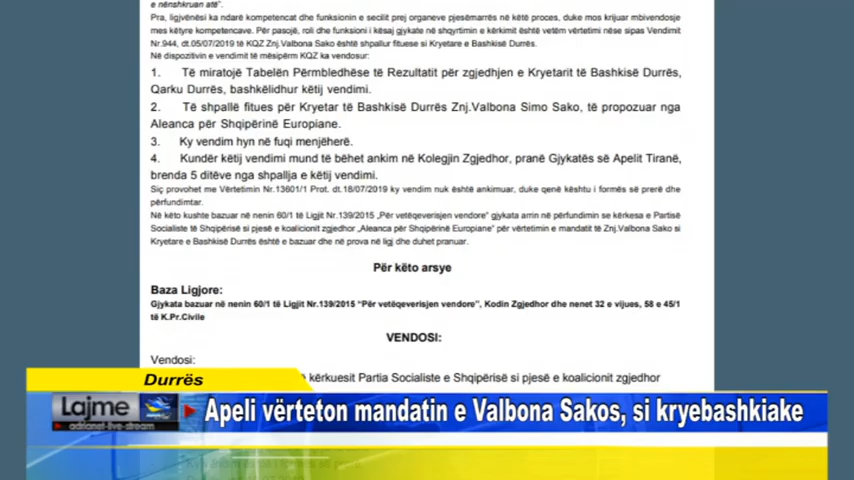 e nënshkruan atë".
Pra, ligjvënësi ka ndarë kompetencat dhe funksionin e secilit prej organeve pjesëmarrës në këtë proces, duke mos krijuar mbivendosje
mes këtyre kompetencave. Për pasojë, roli dhe funksioni i kësaj gjykate në shqyrtimin e kërkimit është vetëm vërtetimi nëse sipas Vendimit
Nr.944, dt.05/07/2019 të KQZ Znj.Valbona Sako është shpallur fituese si Kryetare e Bashkisë Durrës.
Në dispozitivin e vendimit të mësipërm KQZ ka vendosur:
1. Të miratojë Tabelën Përmbledhëse të Rezultatit për zgjedhjen e Kryetarit të Bashkisë Durrës,
Qarku Durrës, bashkëlidhur këtij vendimi.
2. Të shpallë fitues për Kryetar të Bashkisë Durrës Znj.Valbona Simo Sako, të propozuar nga
Aleanca për Shqipërinë Europiane.
3. Ky vendim hyn në fuqi menjëherë.
4. Kundër këtij vendimi mund të bëhet ankim në Kolegjin Zgjedhor, pranë Gjykatës së Apelit Tiranë,
brenda 5 ditëve nga shpallja e këtij vendimi.
Siç provohet me Vërtetimin Nr.13601/1 Prot. dt.18/07/2019 ky vendim nuk është ankimuar, duke qenë kështu i formës së prerë dhe
përfundimtar.
Në këto kushte bazuar në nenin 60/1 të Ligjit Nr.139/2015 „Për vetëqeverisjen vendore" gjykata arrin në përfundimin se kërkesa e Partisë
Socialiste të Shqipërisë si pjesë e koalicionit zgjedhor „Aleanca për Shqipërinë Europiane" për vërtetimin e mandatit të Znj.Valbona Sako si
Kryetare e Bashkisë Durrës është e bazuar dhe në prova në ligj dhe duhet pranuar.
Për këto arsye
Baza Ligjore:
Gjykata bazuar në nenin 60/1 të Ligjit Nr.139/2015 "Për vetëqeverisjen vendore", Kodin Zgjedhor dhe nenet 32 e vijues, 58 e 45/1
të K.Pr.Civile
VENDOSI:
Vendosi:
kërkuesit Partia Socialiste e Shqipërisë si pjesë e koalicionit zgjedhor
Durrës
Lajme
adrianet-live-stream
Apeli vërteton mandatin e Valbona Sakos, si kryebashkiake